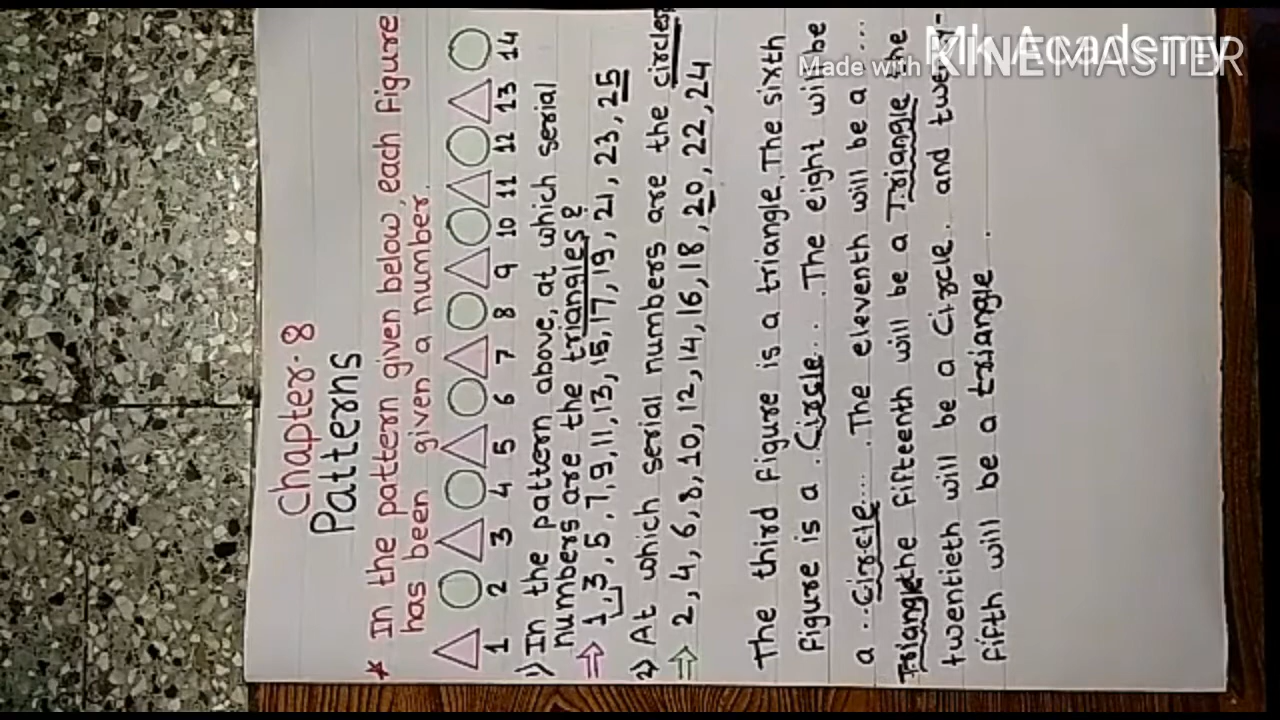 Chapter-8
Patterns
* In the pattern given below, each figure
has been given a number.
1 2 3 4 5 6 7 8 9 10 11 12 13 14
1) In the pattern above, at which serial
numbers are the triangles?
⇒ 1, 3, 5, 7, 9, 11, 13, 15, 17, 19, 21, 23, 25
2) At which serial numbers are the circles
⇒ 2, 4, 6, 8, 10, 12, 14, 16, 18, 20, 22, 24
The third figure is a triangle. The sixth
figure is a .Circle... The eight will be
a ..Circle.... The eleventh will be a ...
Triangle the fifteenth will be a Triangle the
twentieth will be a Circle. and twenty-
fifth will be a triangle.
Mk Academy
Made with KINEMASTER